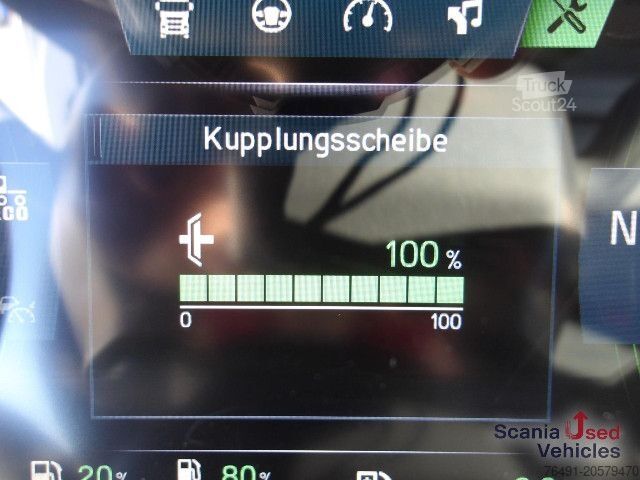 Truck
Scout24
Kupplungsscheibe
N
100 %
0 100
Scania Used
Vehicles
76491-20579470
20% 80%